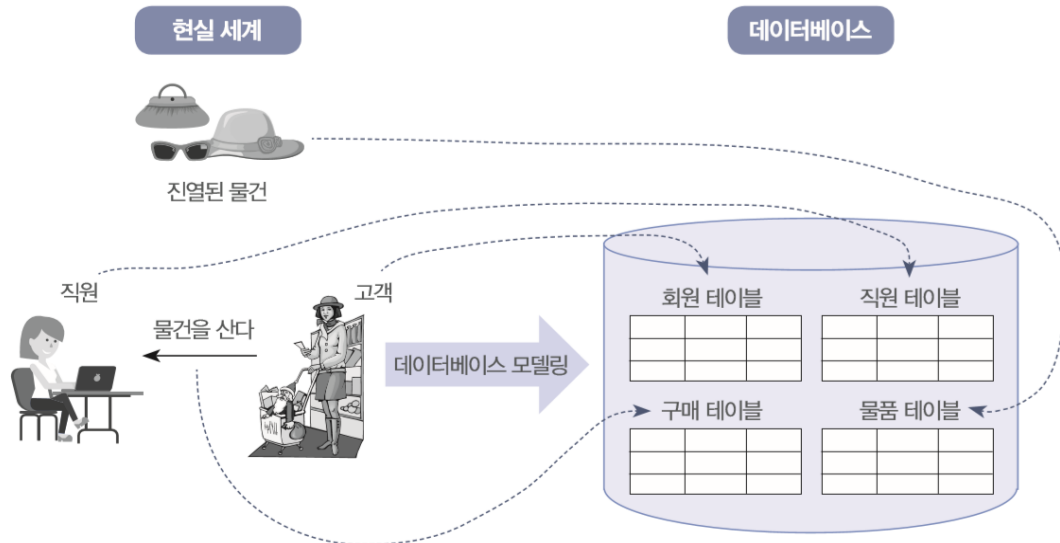 현실 세계
데이터베이스
진열된 물건
직원
고객
물건을 산다
데이터베이스 모델링
회원 테이블
직원 테이블
구매 테이블
물품 테이블